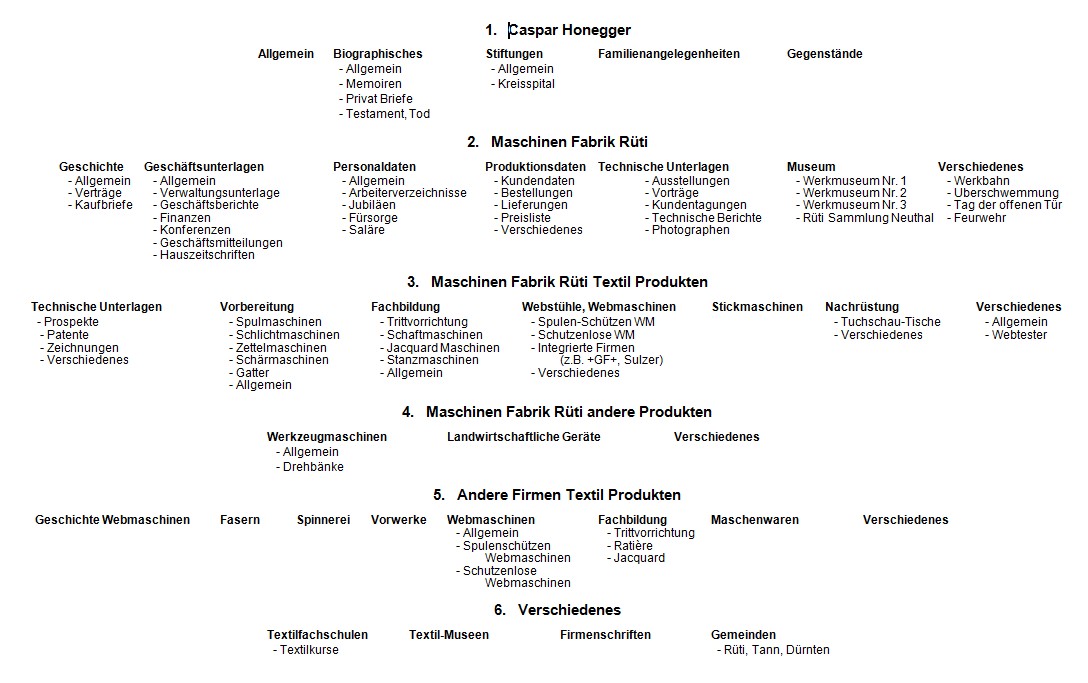 1. Caspar Honegger
Allgemein Biographisches Stiftungen Familienangelegenheiten Gegenstände
- Allgemein - Allgemein
- Memoiren - Kreisspital
- Privat Briefe
- Testament, Tod
2. Maschinen Fabrik Rüti
Geschichte Geschäftsunterlagen Personaldaten Produktionsdaten Technische Unterlagen Museum Verschiedenes
- Allgemein - Allgemein - Allgemein - Kundendaten - Ausstellungen - Werkmuseum Nr. 1 - Werkbahn
- Verträge - Verwaltungsunterlage - Arbeiterverzeichnisse - Bestellungen - Vorträge - Werkmuseum Nr. 2 - Uberschwemmung
- Kaufbriefe - Geschäftsberichte - Jubiläen - Lieferungen - Kundentagungen - Werkmuseum Nr. 3 - Tag der offenen Tür
- Finanzen - Fürsorge - Preisliste - Technische Berichte - Rüti Sammlung Neuthal - Feurwehr
- Konferenzen - Saläre - Verschiedenes - Photographen
- Geschäftsmitteilungen
- Hauszeitschriften
3. Maschinen Fabrik Rüti Textil Produkten
Technische Unterlagen Vorbereitung Fachbildung Webstühle, Webmaschinen Stickmaschinen Nachrüstung Verschiedenes
- Prospekte - Spulmaschinen - Trittvorrichtung - Spulen-Schützen WM - Tuchschau-Tische - Allgemein
- Patente - Schlichtmaschinen - Schaftmaschinen - Schutzenlose WM - Verschiedenes - Webtester
- Zeichnungen - Zettelmaschinen - Jacquard Maschinen - Integrierte Firmen
- Verschiedenes - Schärmaschinen - Stanzmaschinen (z.B. +GF+, Sulzer)
- Gatter - Allgemein - Verschiedenes
- Allgemein
4. Maschinen Fabrik Rüti andere Produkten
Werkzeugmaschinen Landwirtschaftliche Geräte Verschiedenes
- Allgemein
- Drehbänke
5. Andere Firmen Textil Produkten
Geschichte Webmaschinen Fasern Spinnerei Vorwerke Webmaschinen Fachbildung Maschenwaren Verschiedenes
- Allgemein - Trittvorrichtung
- Spulenschützen - Ratière
Webmaschinen - Jacquard
- Schutzenlose
Webmaschinen
6. Verschiedenes
Textilfachschulen Textil-Museen Firmenschriften Gemeinden
- Textilkurse - Rüti, Tann, Dürnten